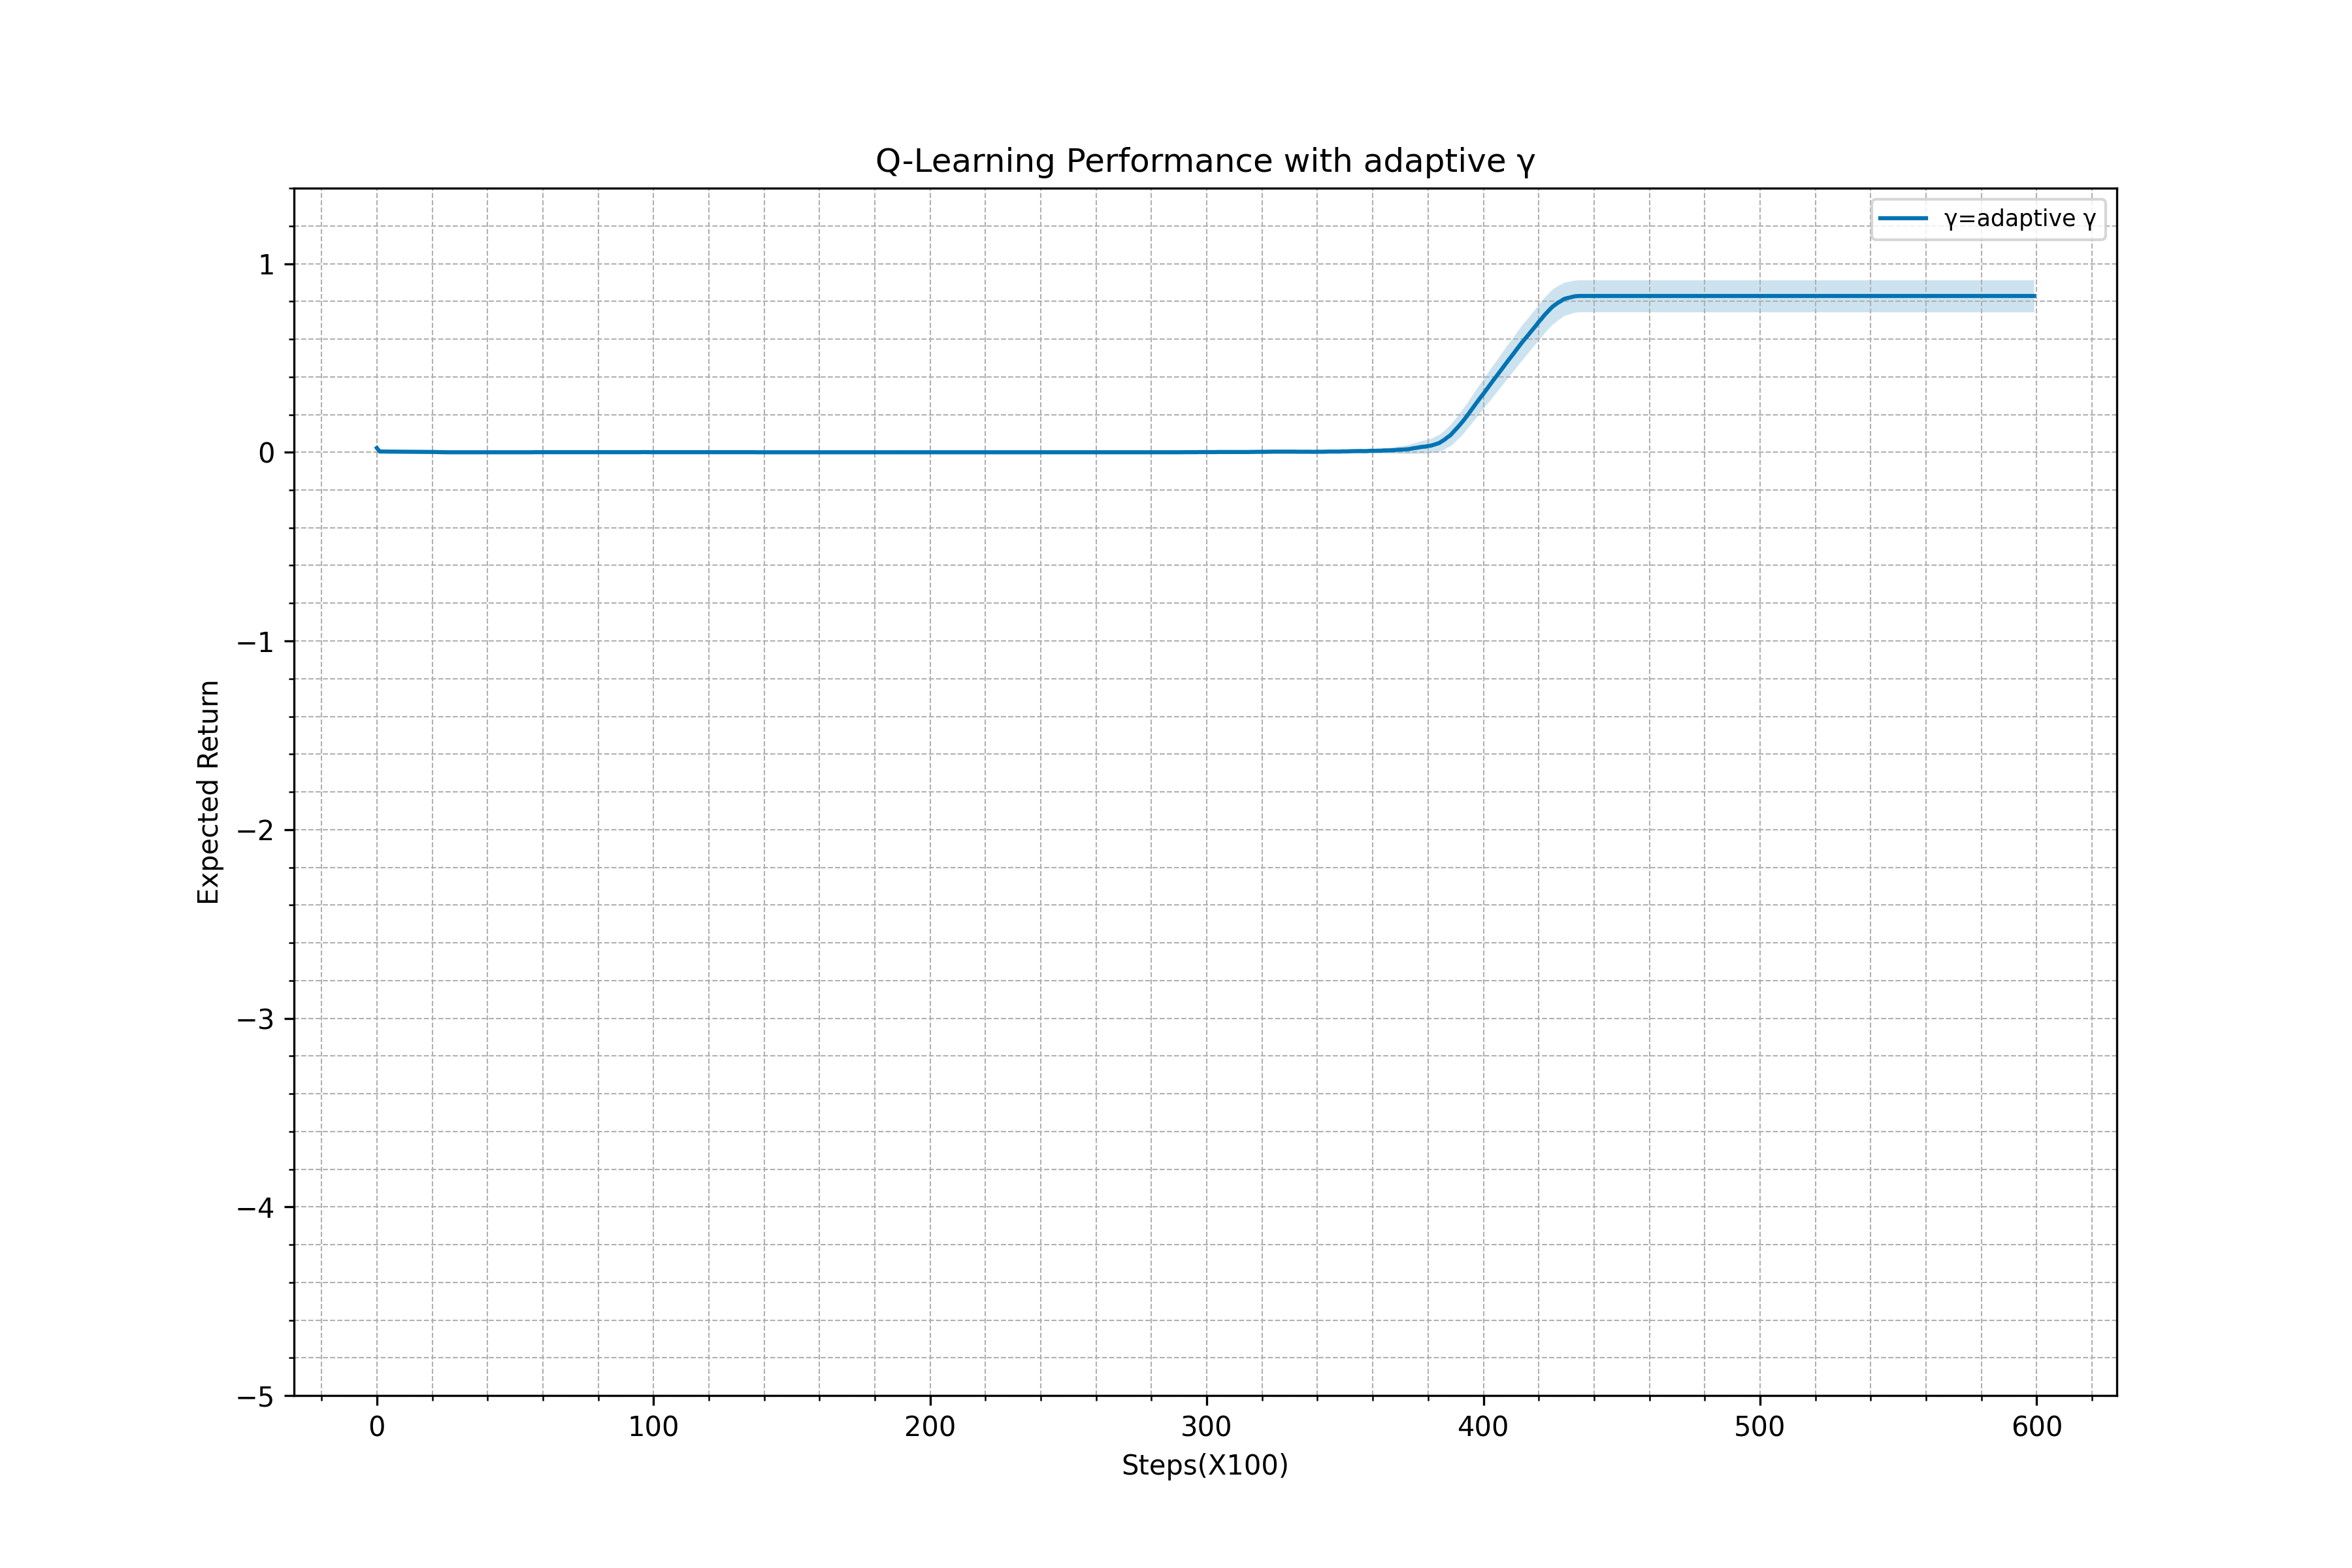 Q-Learning Performance with adaptive γ
γ=adaptive γ
Expected Return
1
0
−1
−2
−3
−4
−5
0 100 200 300 400 500 600
Steps(X100)